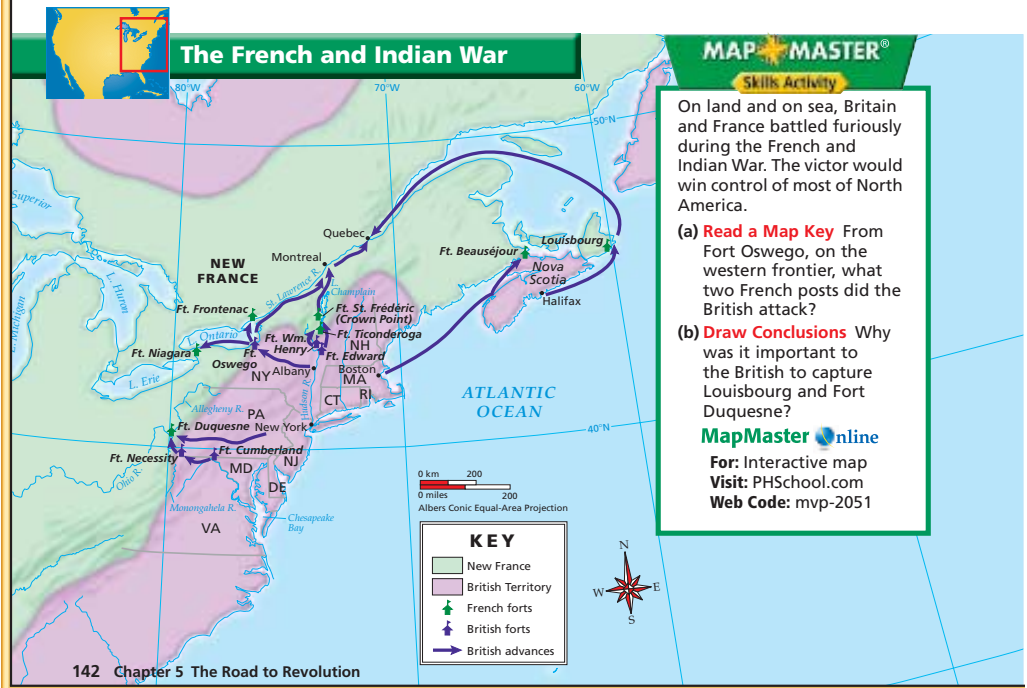 The French and Indian War
80°W
70°W
60°W
50°N
Superior
L. Huron
L. Michigan
Quebec
Montreal
NEW
FRANCE
St. Lawrence R.
L.
Champlain
Ft. Beauséjour
Louisbourg
Nova
Scotia
Halifax
Ft. Frontenac
Ft. St. Frédéric
(Crown Point)
Ft. Ticonderoga
Ontario
Ft. Wm.
Henry
NH
Ft. Niagara
Ft.
Oswego
Ft. Edward
NY
Albany
Boston
MA
L. Erie
CT
RI
Hudson R.
ATLANTIC
OCEAN
Allegheny R.
PA
Ft. Duquesne
New York
40°N
Ft. Necessity
Ft. Cumberland
NJ
MD
Ohio R.
DE
Monongahela R.
Chesapeake
Bay
VA
0 km 200
0 miles 200
Albers Conic Equal-Area Projection
KEY
New France
British Territory
French forts
British forts
British advances
N
W E
S
MAP MASTER®
Skills Activity
On land and on sea, Britain
and France battled furiously
during the French and
Indian War. The victor would
win control of most of North
America.
(a) Read a Map Key From
Fort Oswego, on the
western frontier, what
two French posts did the
British attack?
(b) Draw Conclusions Why
was it important to
the British to capture
Louisbourg and Fort
Duquesne?
MapMaster Online
For: Interactive map
Visit: PHSchool.com
Web Code: mvp-2051
142 Chapter 5 The Road to Revolution